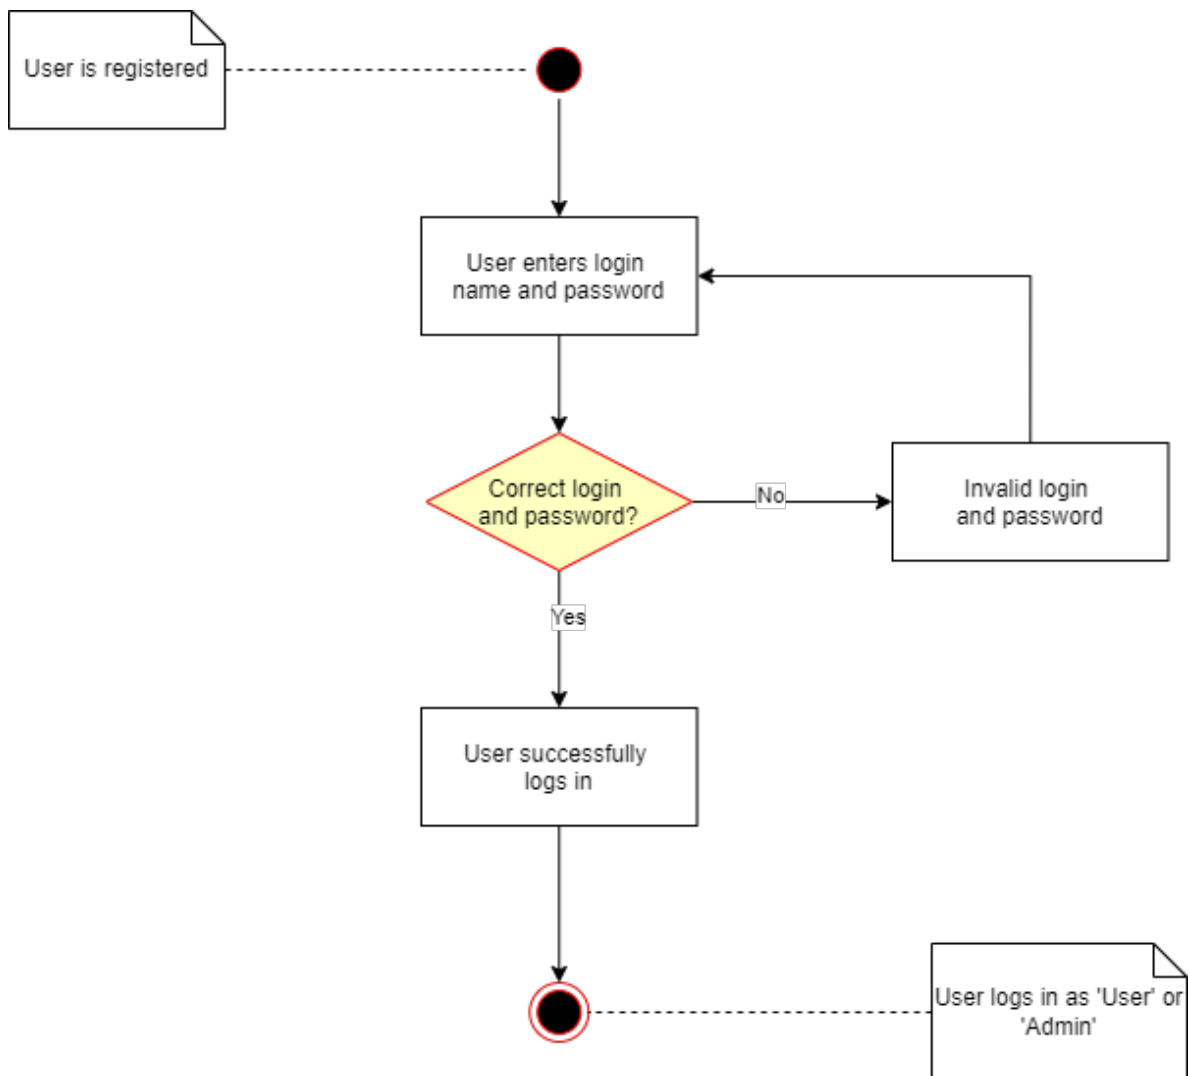 User is registered
User enters login
name and password
Correct login
and password?
No
Invalid login
and password
Yes
User successfully
logs in
User logs in as 'User' or
'Admin'